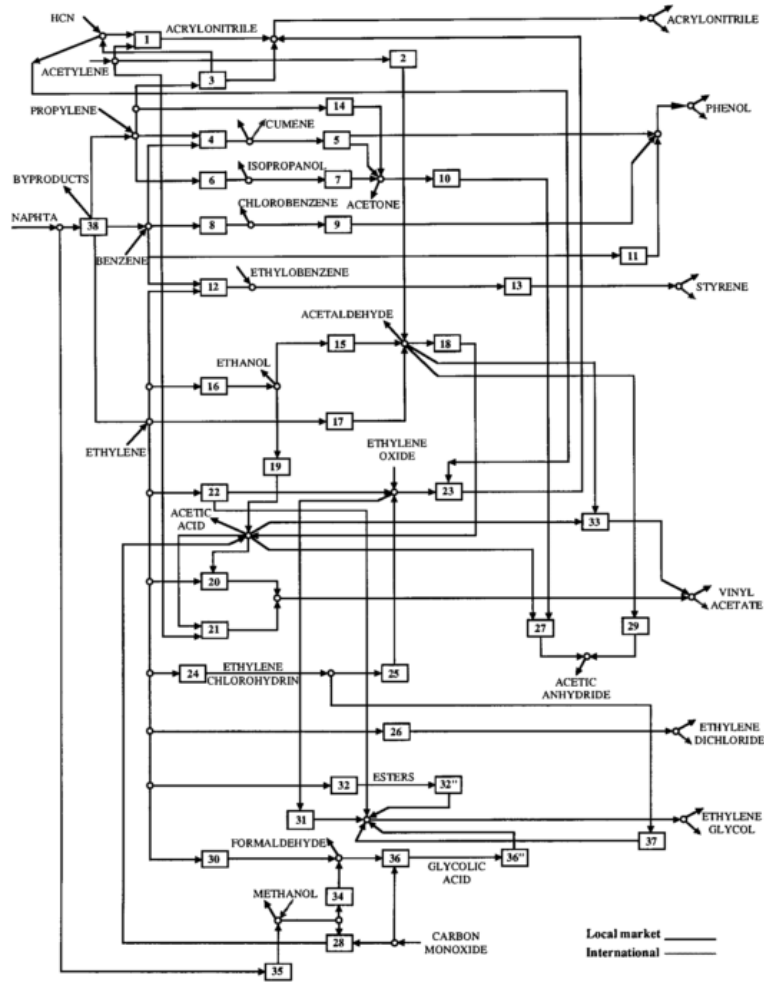 HCN
ACRYLONITRILE
ACRYLONITRILE
1
ACETYLENE
2
3
PROPYLENE
14
PHENOL
CUMENE
4
5
ISOPROPANOL
6
7
10
ACETONE
BYPRODUCTS
CHLOROBENZENE
NAPHTA
38
8
9
BENZENE
11
ETHYLOBENZENE
12
13
STYRENE
ACETALDEHYDE
15
18
ETHANOL
16
17
ETHYLENE
ETHYLENE
OXIDE
19
22
23
ACETIC
ACID
33
20
VINYL
ACETATE
21
27
29
24
ETHYLENE
CHLOROHYDRIN
25
ACETIC
ANHYDRIDE
26
ETHYLENE
DICHLORIDE
32
ESTERS
32"
31
ETHYLENE
GLYCOL
37
FORMALDEHYDE
30
36
GLYCOLIC
ACID
36"
METHANOL
34
28
CARBON
MONOXIDE
35
Local market
International